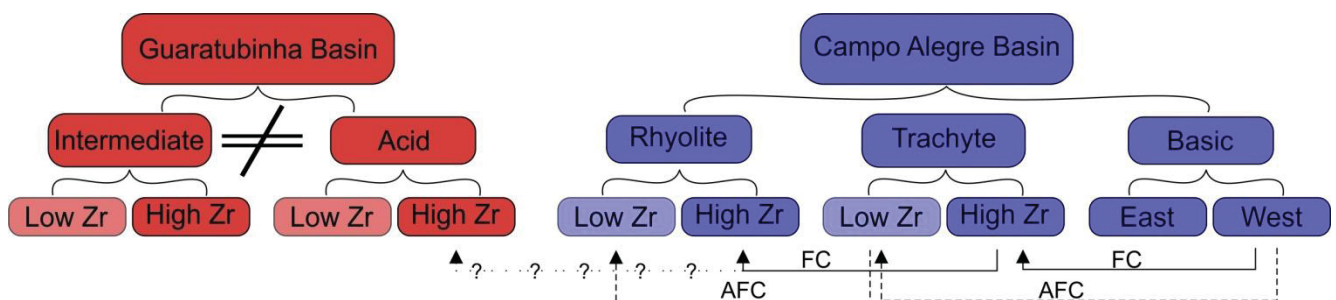 Guaratubinha Basin
Campo Alegre Basin
Intermediate
Acid
Rhyolite
Trachyte
Basic
Low Zr
High Zr
Low Zr
High Zr
Low Zr
High Zr
Low Zr
High Zr
East
West
? ? ? ? ?
FC
FC
AFC
AFC